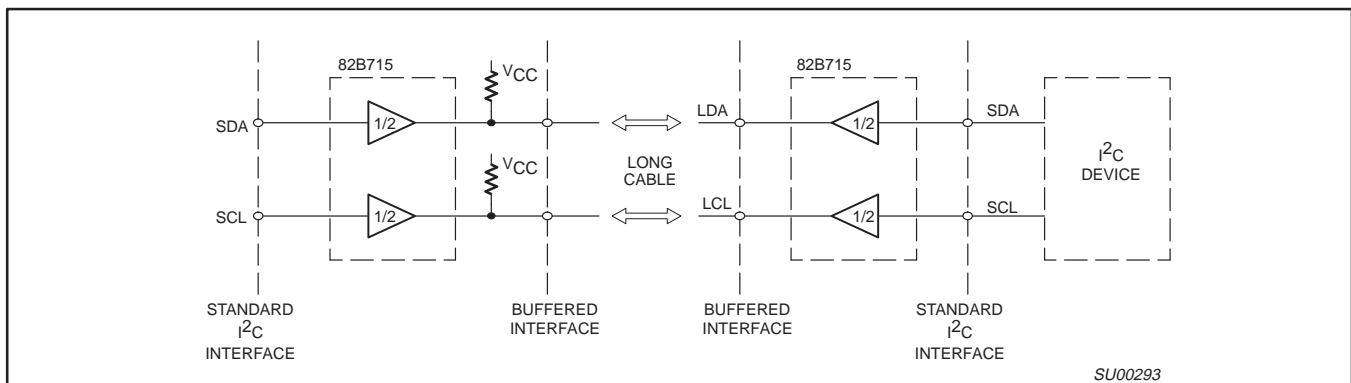 82B715
VCC
SDA
1/2
VCC
SCL
1/2
STANDARD
I2C
INTERFACE
BUFFERED
INTERFACE
LONG
CABLE
82B715
LDA
1/2
SDA
LCL
1/2
SCL
I2C
DEVICE
BUFFERED
INTERFACE
STANDARD
I2C
INTERFACE
SU00293